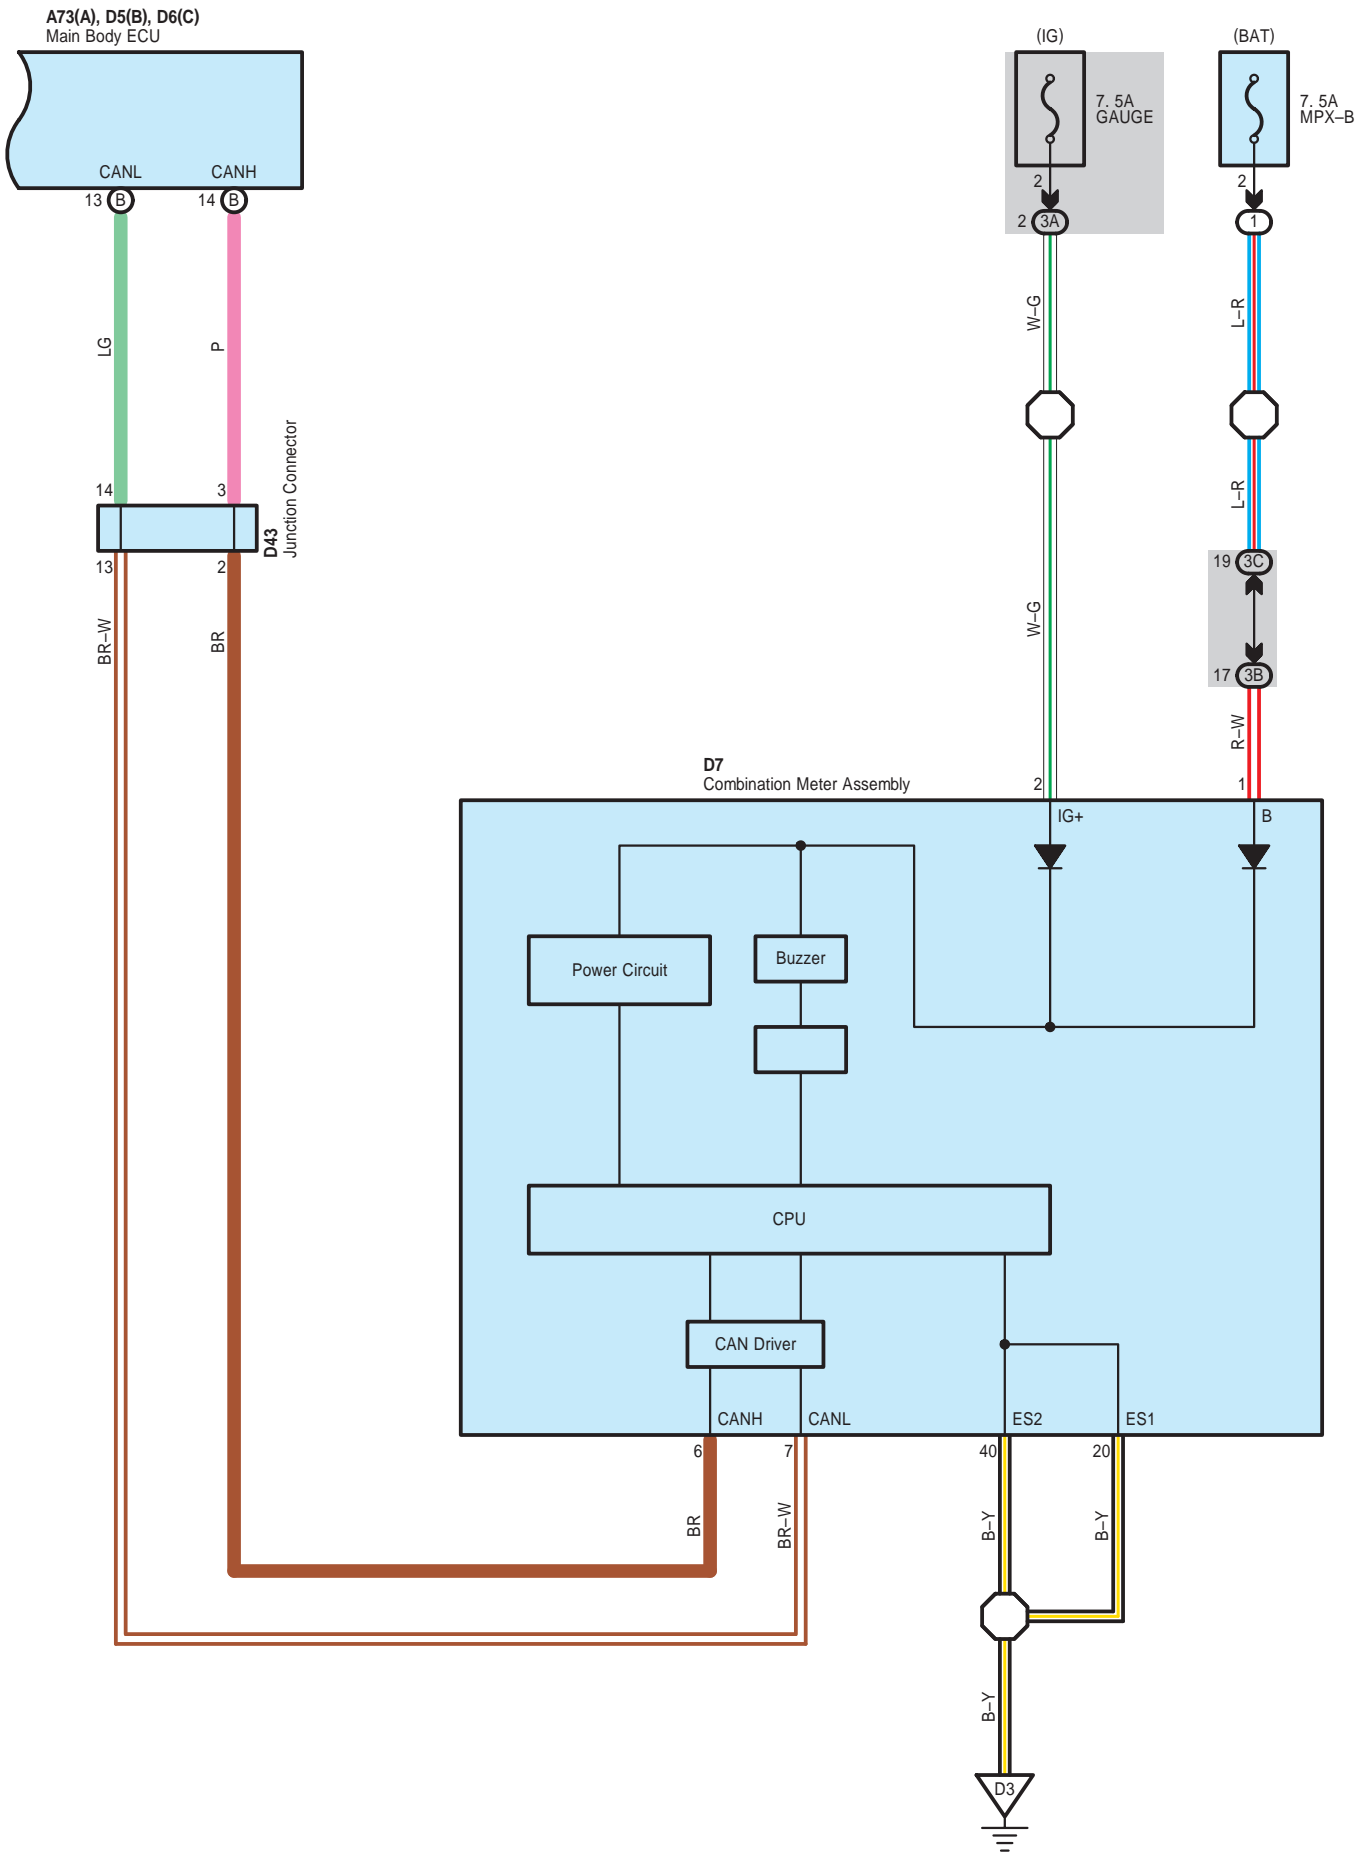 A73(A), D5(B), D6(C)
Main Body ECU
(IG)
(BAT)
7. 5A
GAUGE
7. 5A
MPX–B
CANL
CANH
13
B
14
B
2
2
2
3A
1
W–G
L–R
LG
P
14
3
D43
Junction Connector
L–R
13
2
19
3C
BR–W
BR
W–G
17
3B
R–W
D7
Combination Meter Assembly
2
1
IG+
B
Power Circuit
Buzzer
CPU
CAN Driver
CANH
CANL
ES2
ES1
6
7
40
20
BR
BR–W
B–Y
B–Y
B–Y
D3